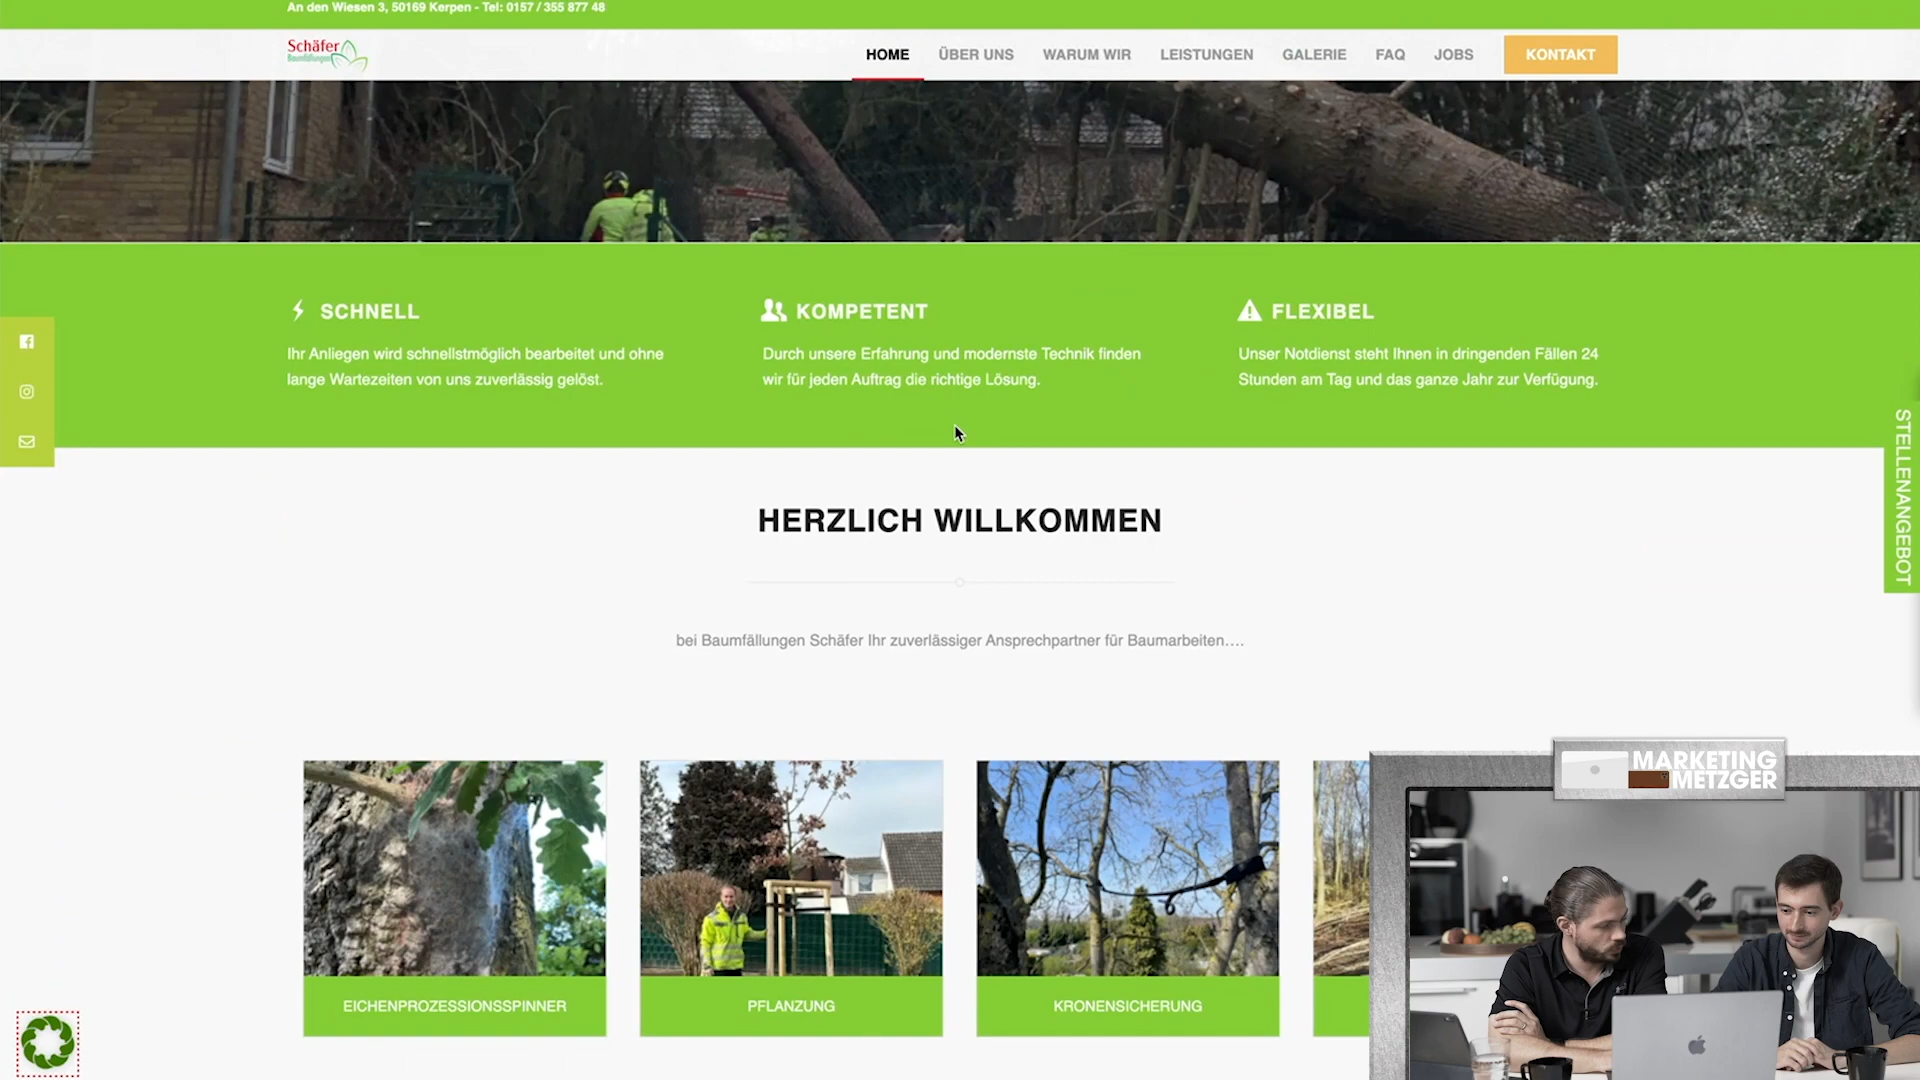 An den Wiesen 3, 50169 Kerpen - Tel: 0157 / 355 877 48
Schäfer
Baumfällungen
HOME
ÜBER UNS
WARUM WIR
LEISTUNGEN
GALERIE
FAQ
JOBS
KONTAKT
SCHNELL
Ihr Anliegen wird schnellstmöglich bearbeitet und ohne
lange Wartezeiten von uns zuverlässig gelöst.
KOMPETENT
Durch unsere Erfahrung und modernste Technik finden
wir für jeden Auftrag die richtige Lösung.
FLEXIBEL
Unser Notdienst steht Ihnen in dringenden Fällen 24
Stunden am Tag und das ganze Jahr zur Verfügung.
STELLENANGEBOT
HERZLICH WILLKOMMEN
bei Baumfällungen Schäfer Ihr zuverlässiger Ansprechpartner für Baumarbeiten….
EICHENPROZESSIONSSPINNER
PFLANZUNG
KRONENSICHERUNG
MARKETING
METZGER